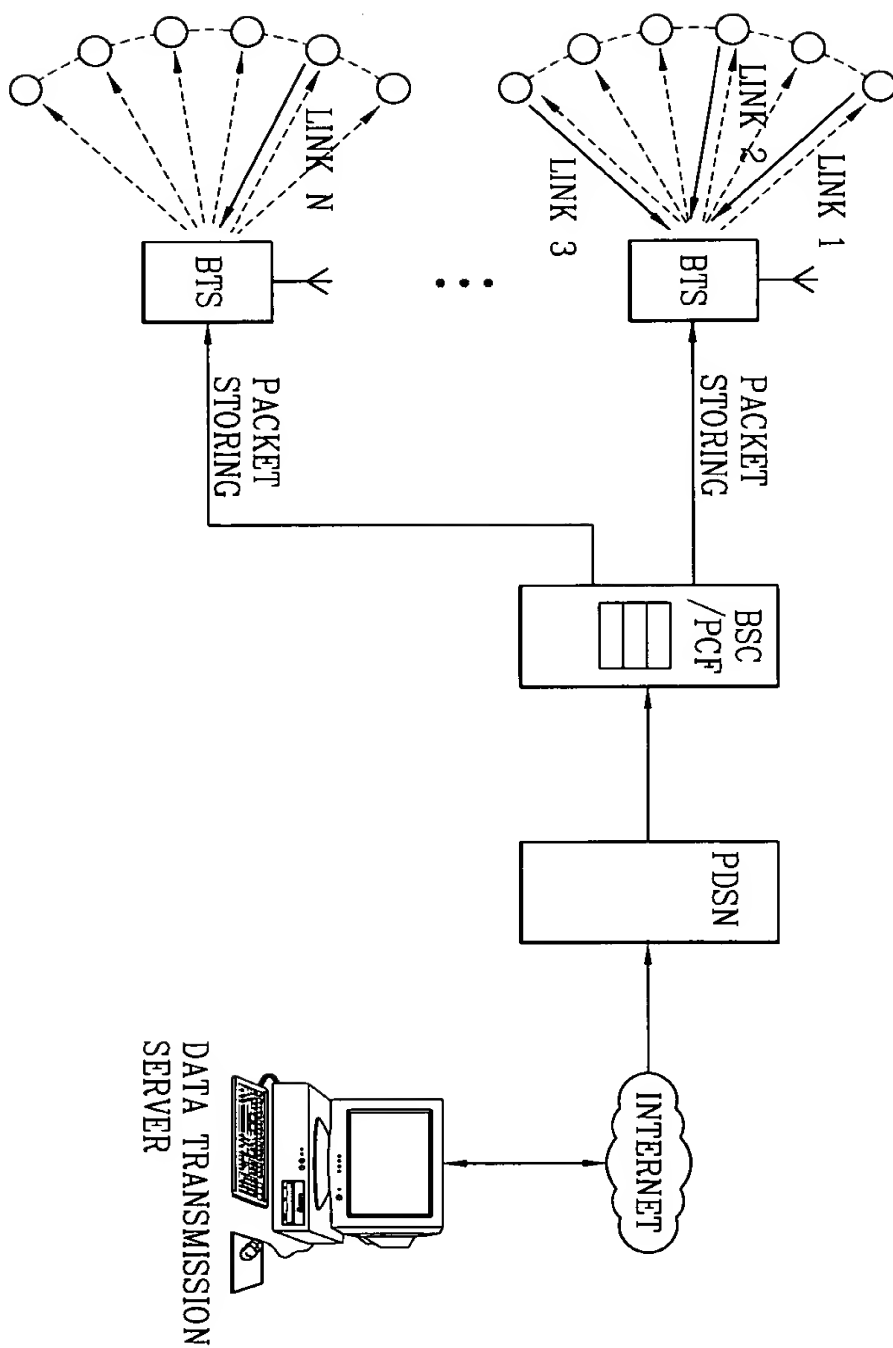 LINK 1
LINK 2
LINK 3
BTS
PACKET
STORING
LINK N
BTS
PACKET
STORING
BSC
/PCF
PDSN
INTERNET
DATA TRANSMISSION
SERVER